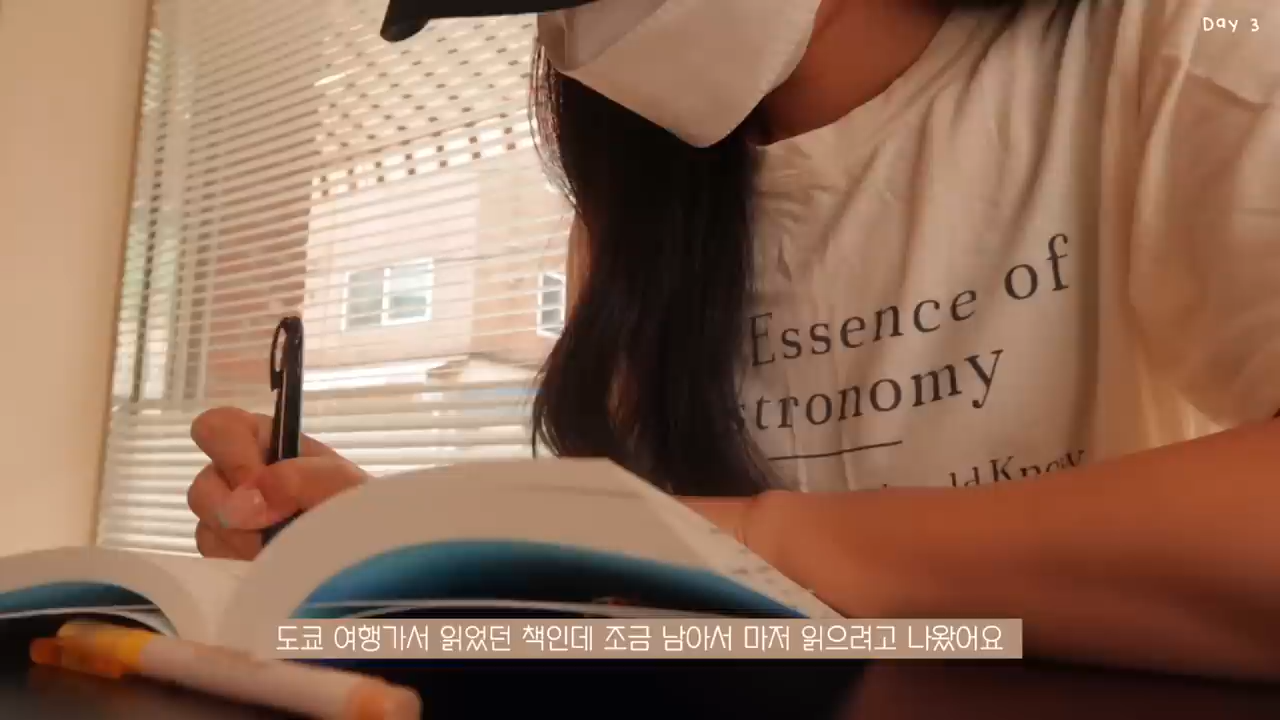 Day 3
Essence of
stronomy
Know
도쿄 여행가서 읽었던 책인데 조금 남아서 마저 읽으려고 나왔어요